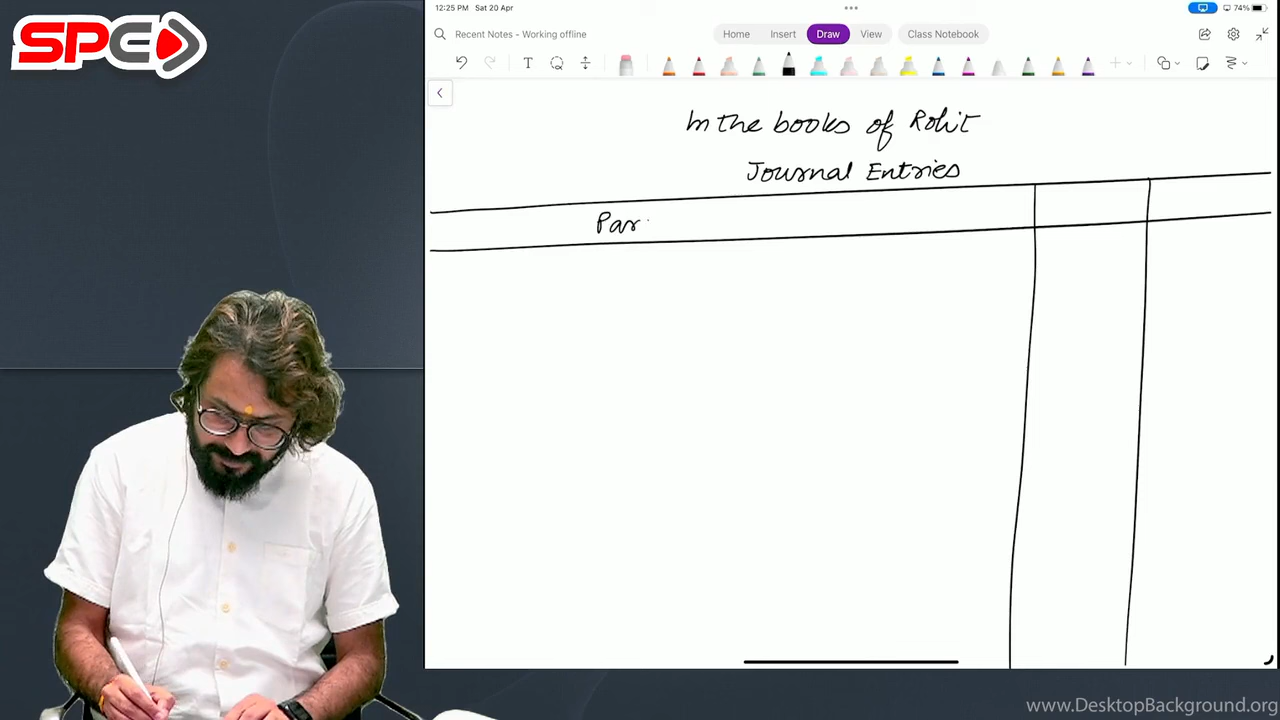 SPED
12:25 PM Sat 20 Apr
74%
Recent Notes - Working offline
Home Insert Draw View Class Notebook
In the books of Rohit
Journal Entries
Par
www.DesktopBackground.org